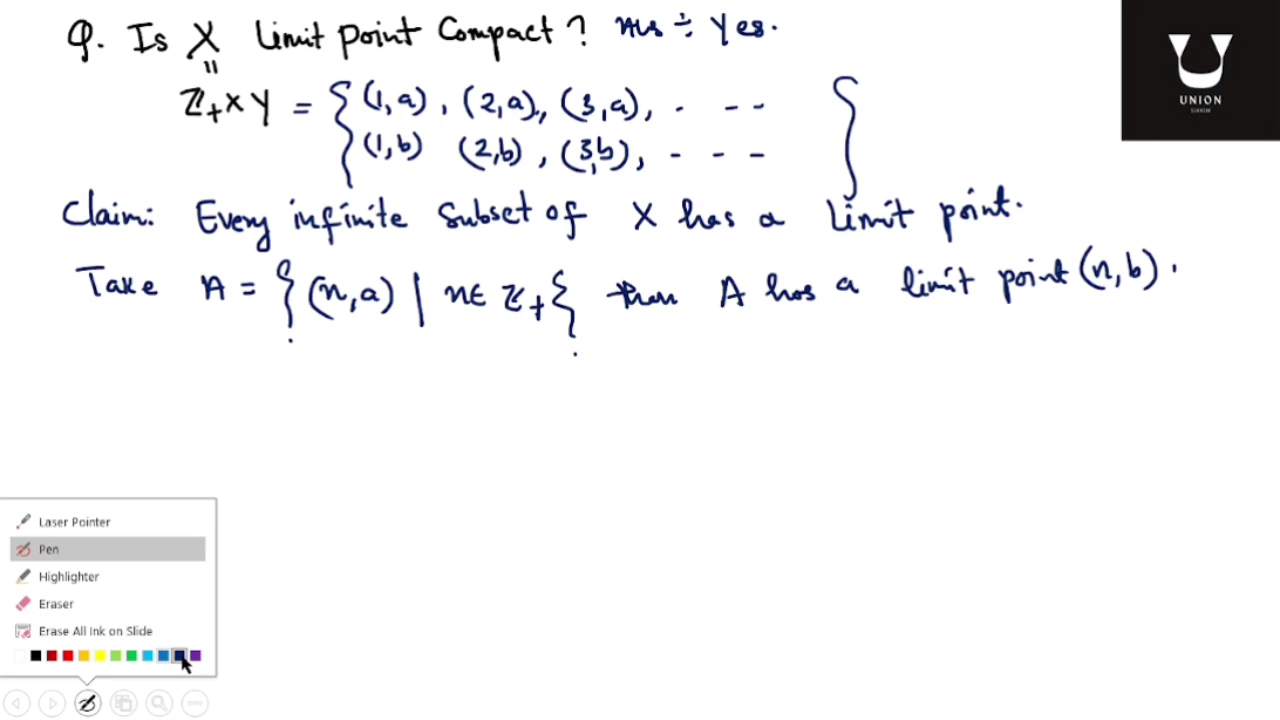 Q. Is X limit point Compact? Ans ÷ Yes.
UNION
"
Z+ x Y = { (1,a), (2,a), (3,a), - - -
(1,b) (2,b), (3,b), - - - }
Claim: Every infinite Subset of X has a limit point.
Take A = { (n,a) | n∈ Z+ } then A has a limit point (n,b).
Laser Pointer
Pen
Highlighter
Eraser
Erase All Ink on Slide